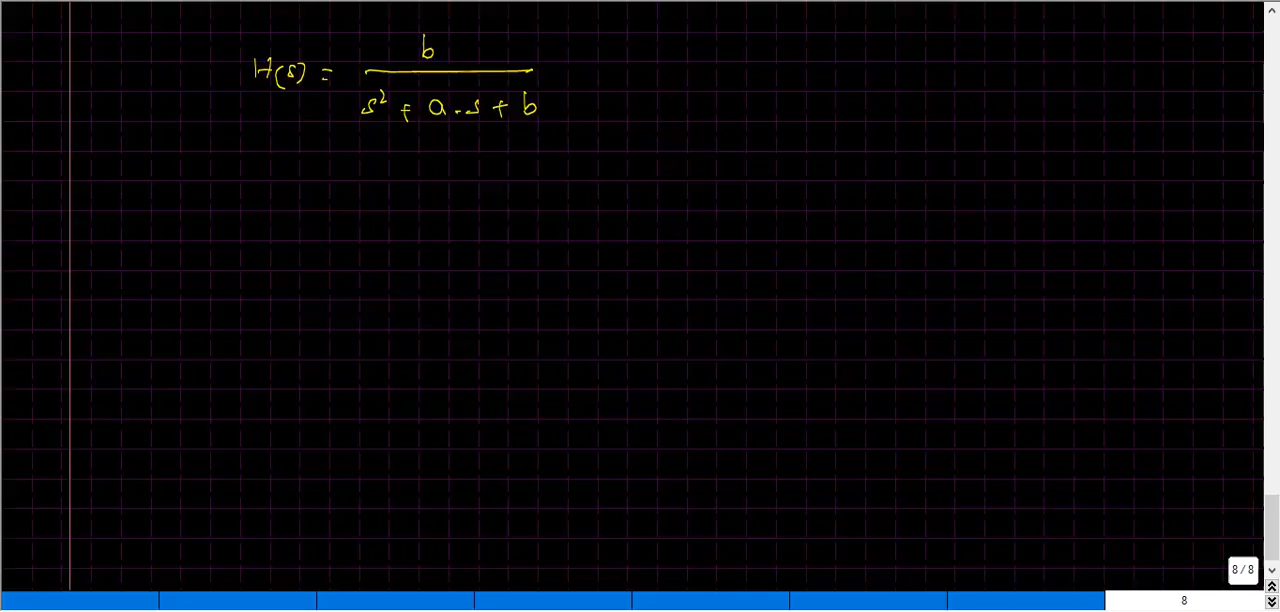 H(s) = b
s² + a.s + b
8/8
8